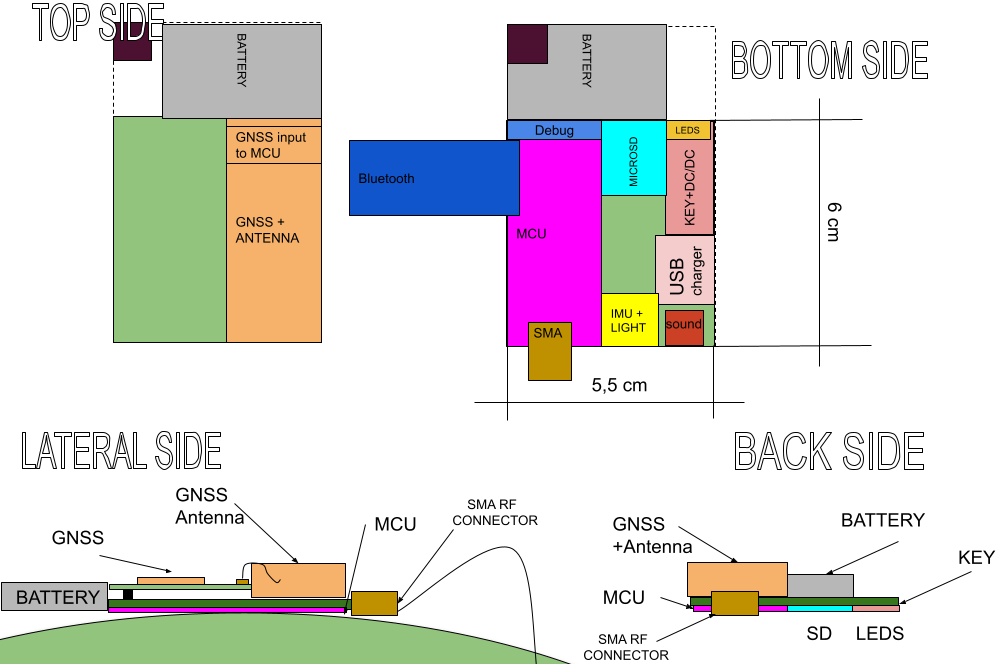 TOP SIDE
BATTERY
GNSS input
to MCU
GNSS +
ANTENNA
BOTTOM SIDE
BATTERY
Debug
MICROSD
LEDS
KEY+DC/DC
Bluetooth
MCU
USB
charger
IMU +
LIGHT
sound
SMA
6 cm
5,5 cm
LATERAL SIDE
GNSS
Antenna
GNSS
MCU
SMA RF
CONNECTOR
BATTERY
BACK SIDE
GNSS
+Antenna
BATTERY
KEY
MCU
SMA RF
CONNECTOR
SD
LEDS